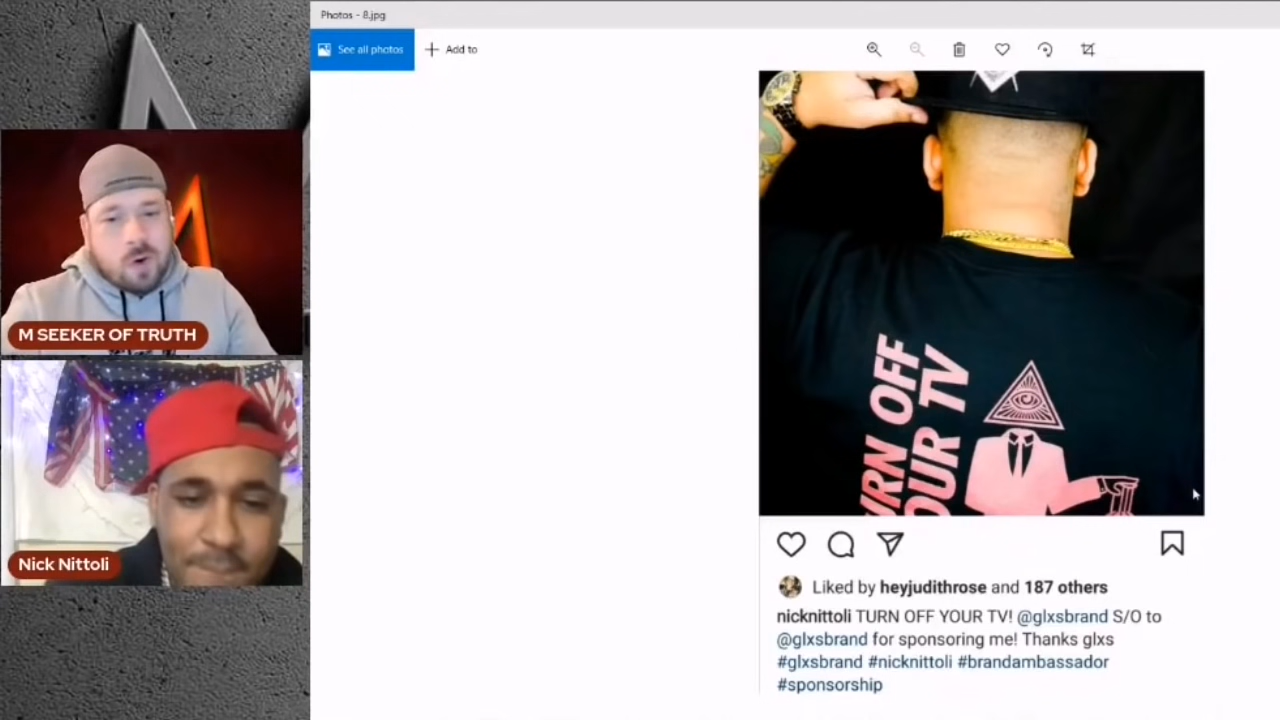 Photos - 8.jpg
See all photos
Add to
M SEEKER OF TRUTH
Nick Nittoli
TURN OFF
YOUR TV
Liked by heyjudithrose and 187 others
nicknittoli TURN OFF YOUR TV! @glxsbrand S/O to
@glxsbrand for sponsoring me! Thanks glxs
#glxsbrand #nicknittoli #brandambassador
#sponsorship